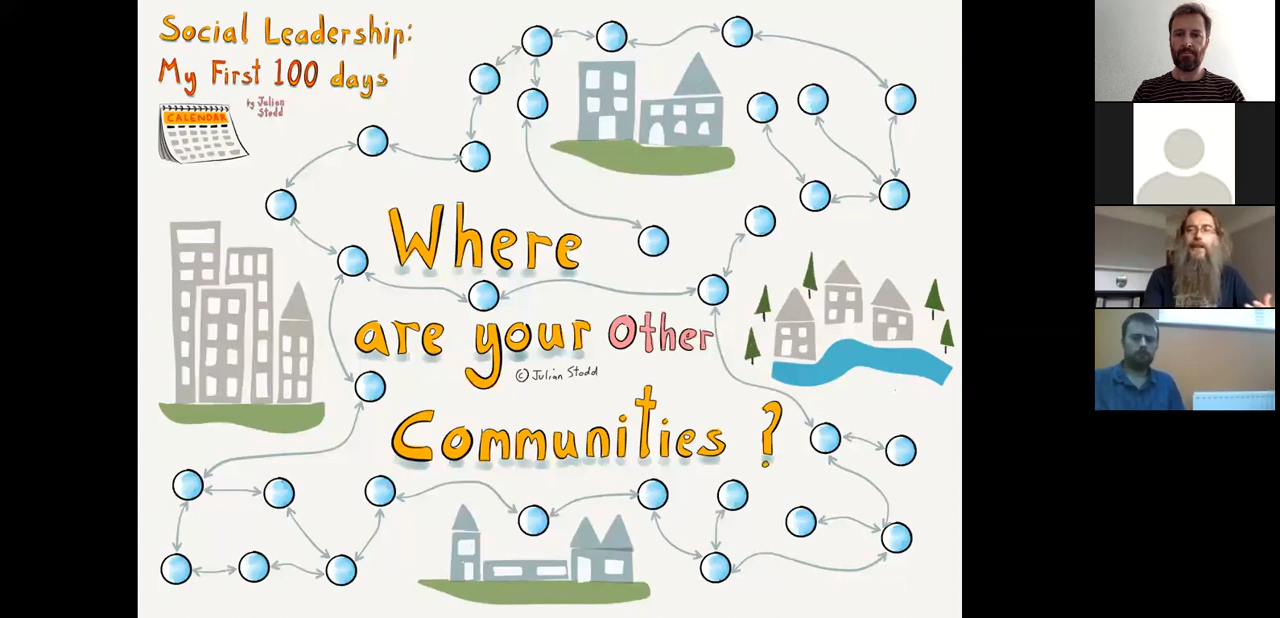 Social Leadership:
My First 100 days
by Julian
Stodd
CALENDAR
Where
are your Other
© Julian Stodd
Communities?